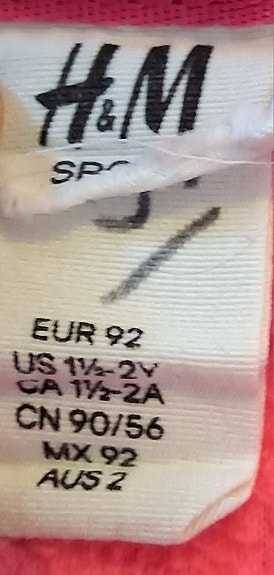 H&M
EUR 92
US 1½-2Y
CA 1½-2A
CN 90/56
MX 92
AUS 2